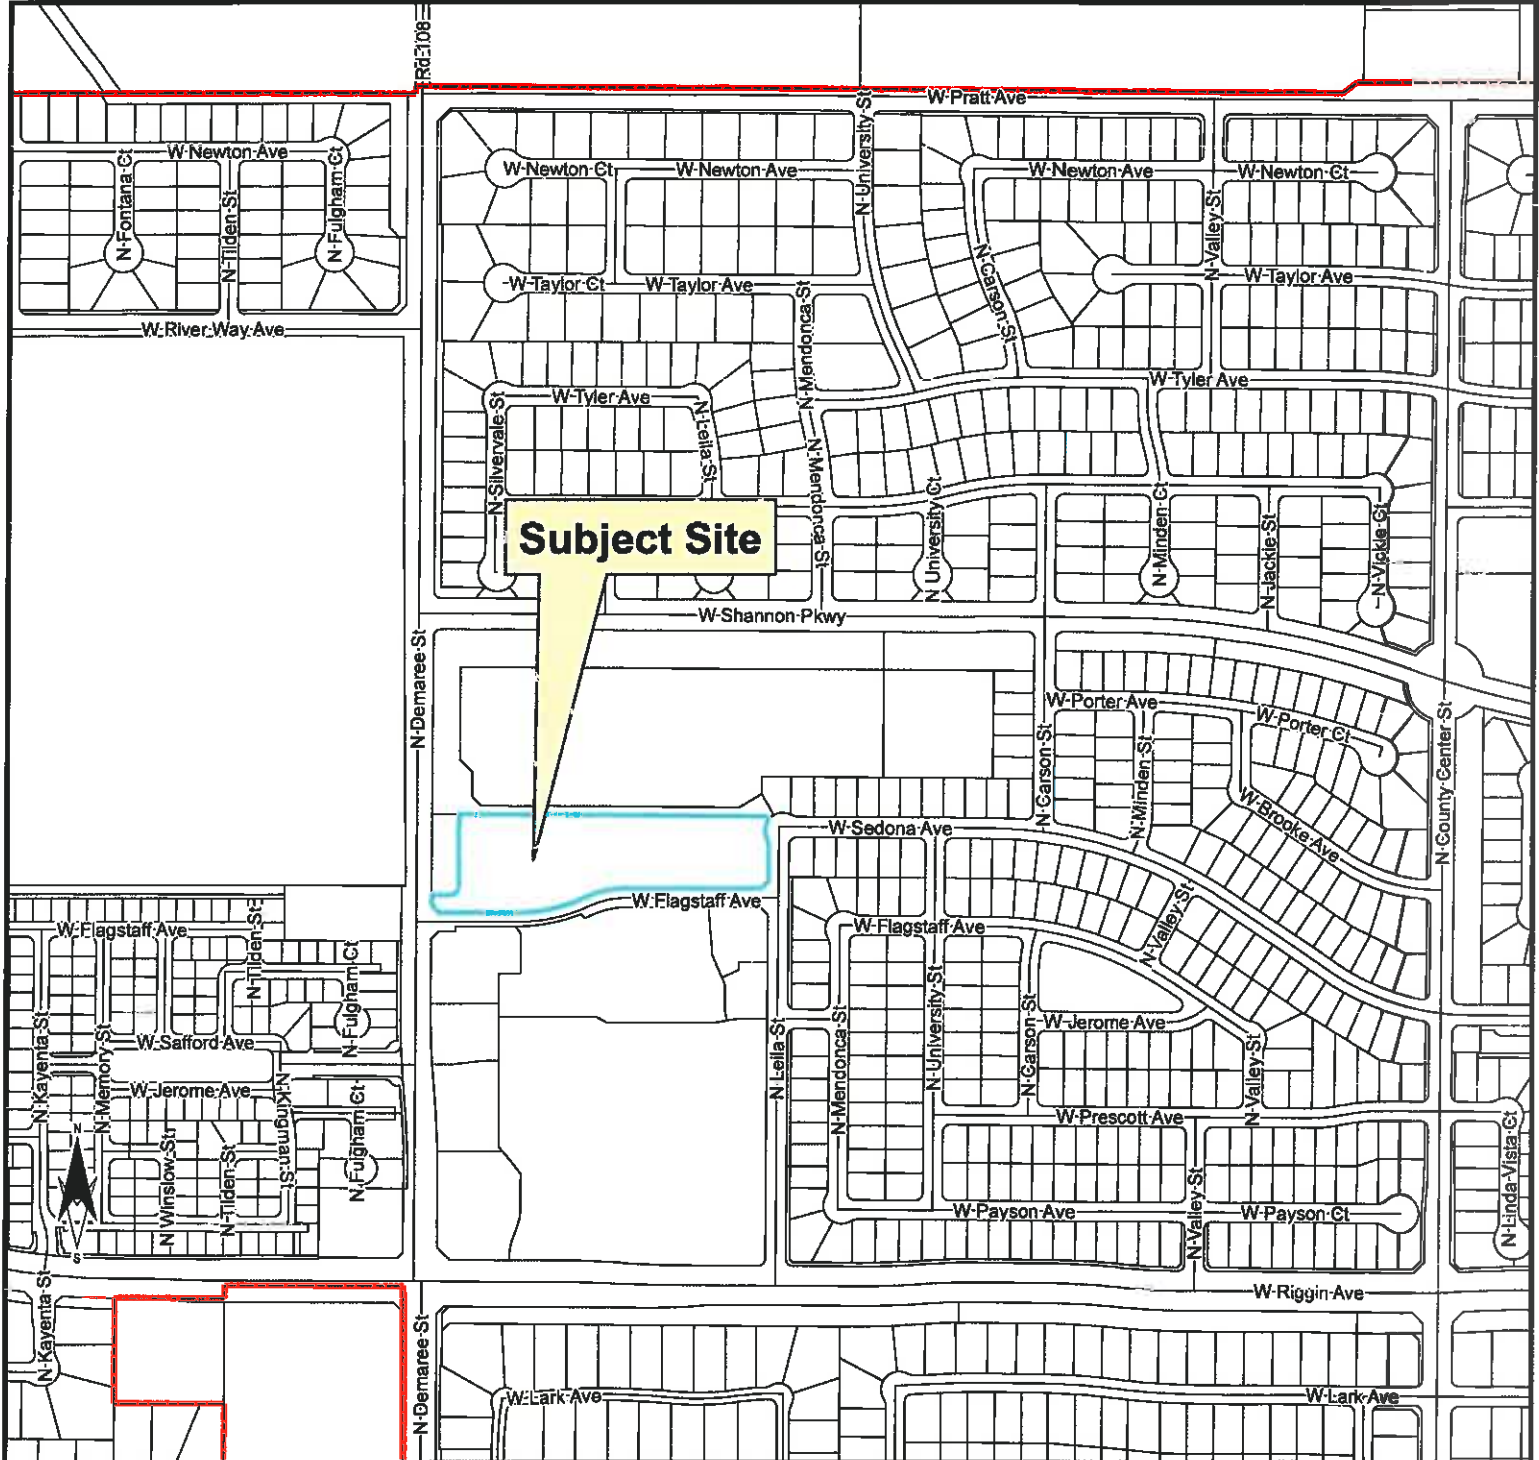 Rd 108
W Pratt Ave
N University St
W Newton Ave
N Fontana Ct
N Tilden St
N Fulgham Ct
W Newton Ct
W Newton Ave
W Newton Ave
W Newton Ct
N Valley St
N Carson St
W Taylor Ct
W Taylor Ave
W Taylor Ave
N Mendonca St
W River Way Ave
W Tyler Ave
W Tyler Ave
N Silvervale St
N Leila St
N Mendonca St
N University Ct
N Minden Ct
N Jackie St
N Vickie Ct
Subject Site
W Shannon Pkwy
N Demaree St
W Porter Ave
W Porter Ct
N Carson St
N Minden St
N County Center St
W Brooke Ave
W Sedona Ave
W Flagstaff Ave
W Flagstaff Ave
W Flagstaff Ave
N Tilden St
N Valley St
N Fulgham Ct
N University St
N Carson St
W Jerome Ave
N Kayenta St
N Memory St
W Safford Ave
N Leila St
N Mendonca St
W Jerome Ave
N Kingman St
N Fulgham Ct
N Valley St
W Prescott Ave
N Linda Vista Ct
N
S
N Winslow St
N Tilden St
N Valley St
W Payson Ave
W Payson Ct
W Riggin Ave
N Kayenta St
N Demaree St
W Lark Ave
W Lark Ave